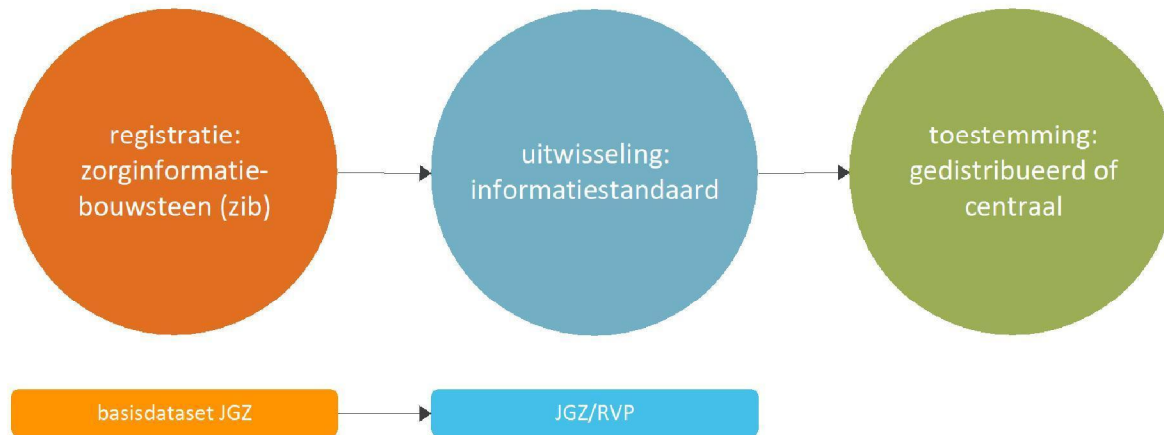 registratie:
zorginformatie-
bouwsteen (zib)
uitwisseling:
informatiestandaard
toestemming:
gedistribueerd of
centraal
basisdataset JGZ
JGZ/RVP